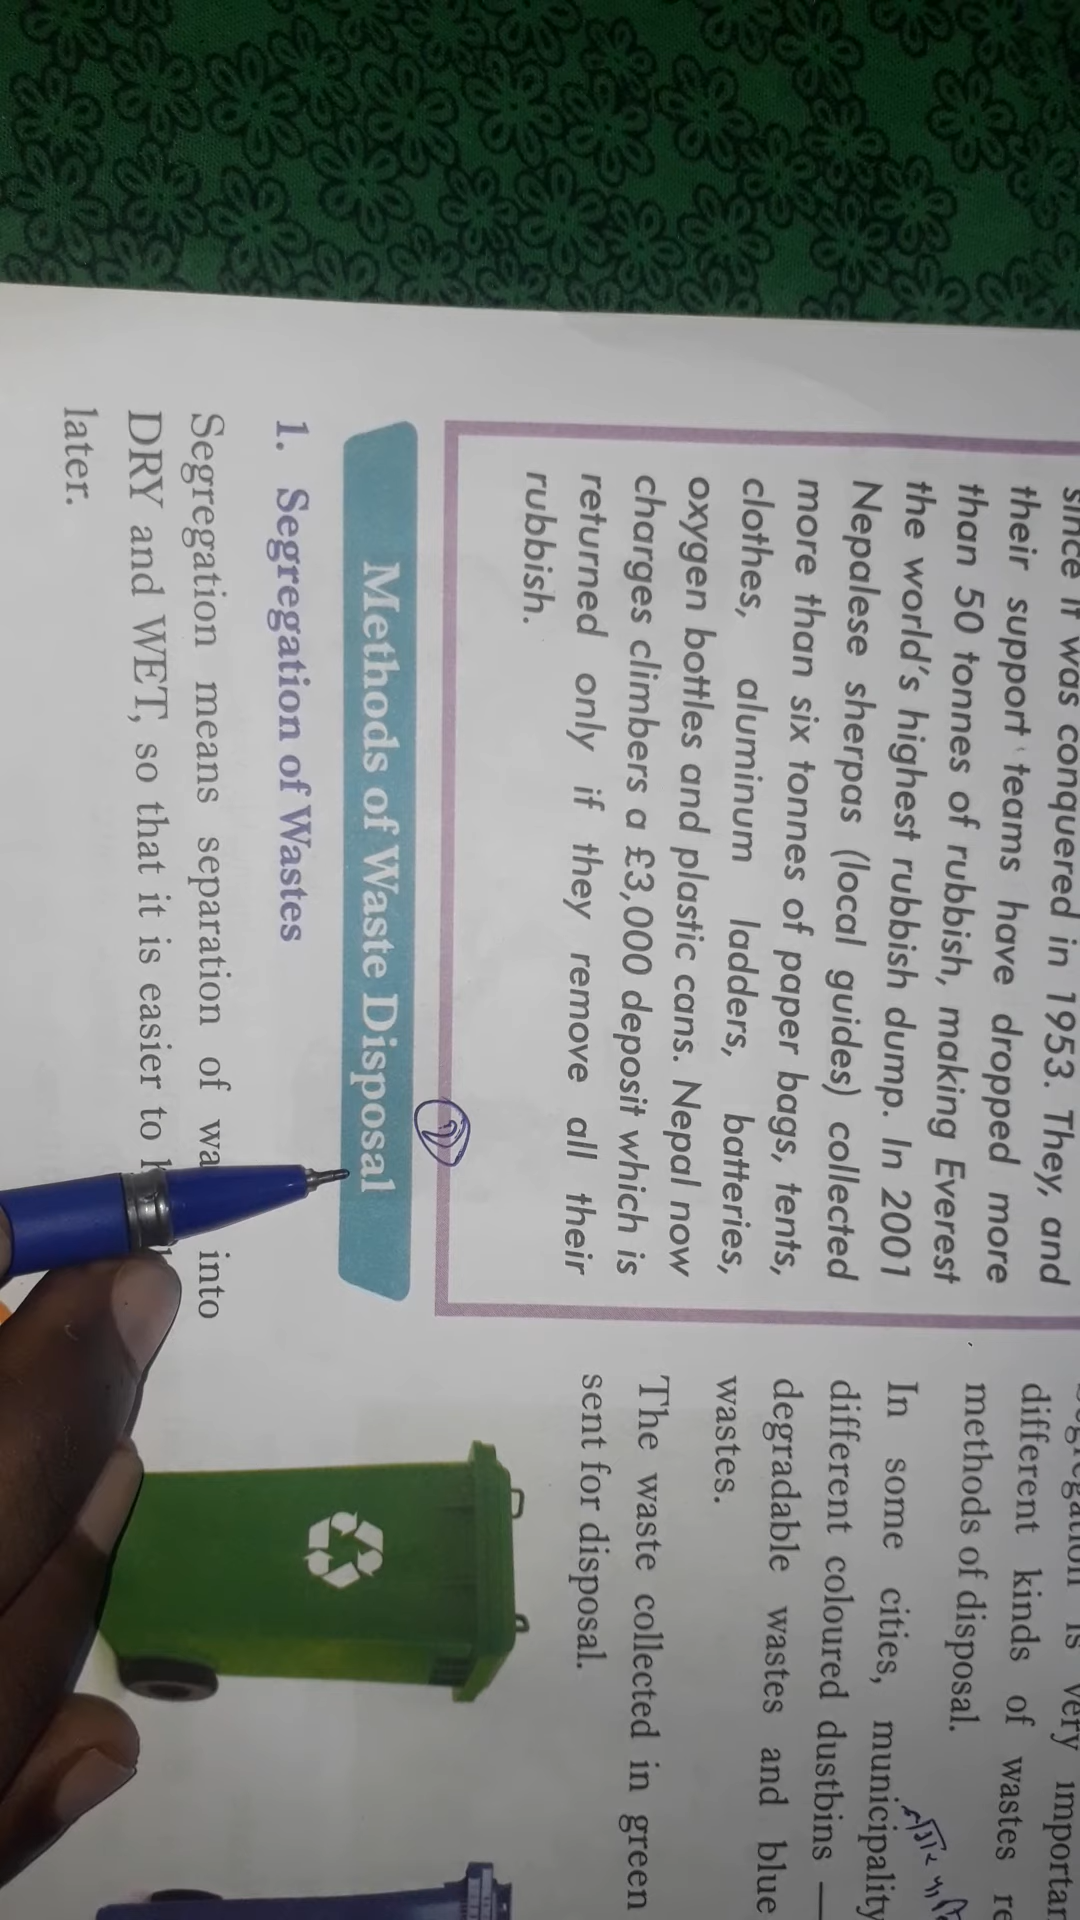 since it was conquered in 1953. They, and
their support teams have dropped more
than 50 tonnes of rubbish, making Everest
the world's highest rubbish dump. In 2001
Nepalese sherpas (local guides) collected
more than six tonnes of paper bags, tents,
clothes, aluminum ladders, batteries,
oxygen bottles and plastic cans. Nepal now
charges climbers a £3,000 deposit which is
returned only if they remove all their
rubbish.
2
Methods of Waste Disposal
1. Segregation of Wastes
Segregation means separation of into
DRY and WET, so that it is easier to
later.
is very
different kinds of wastes
methods of disposal.
In some cities, municipality
different coloured dustbins —
degradable wastes and blue
wastes.
The waste collected in green
sent for disposal.